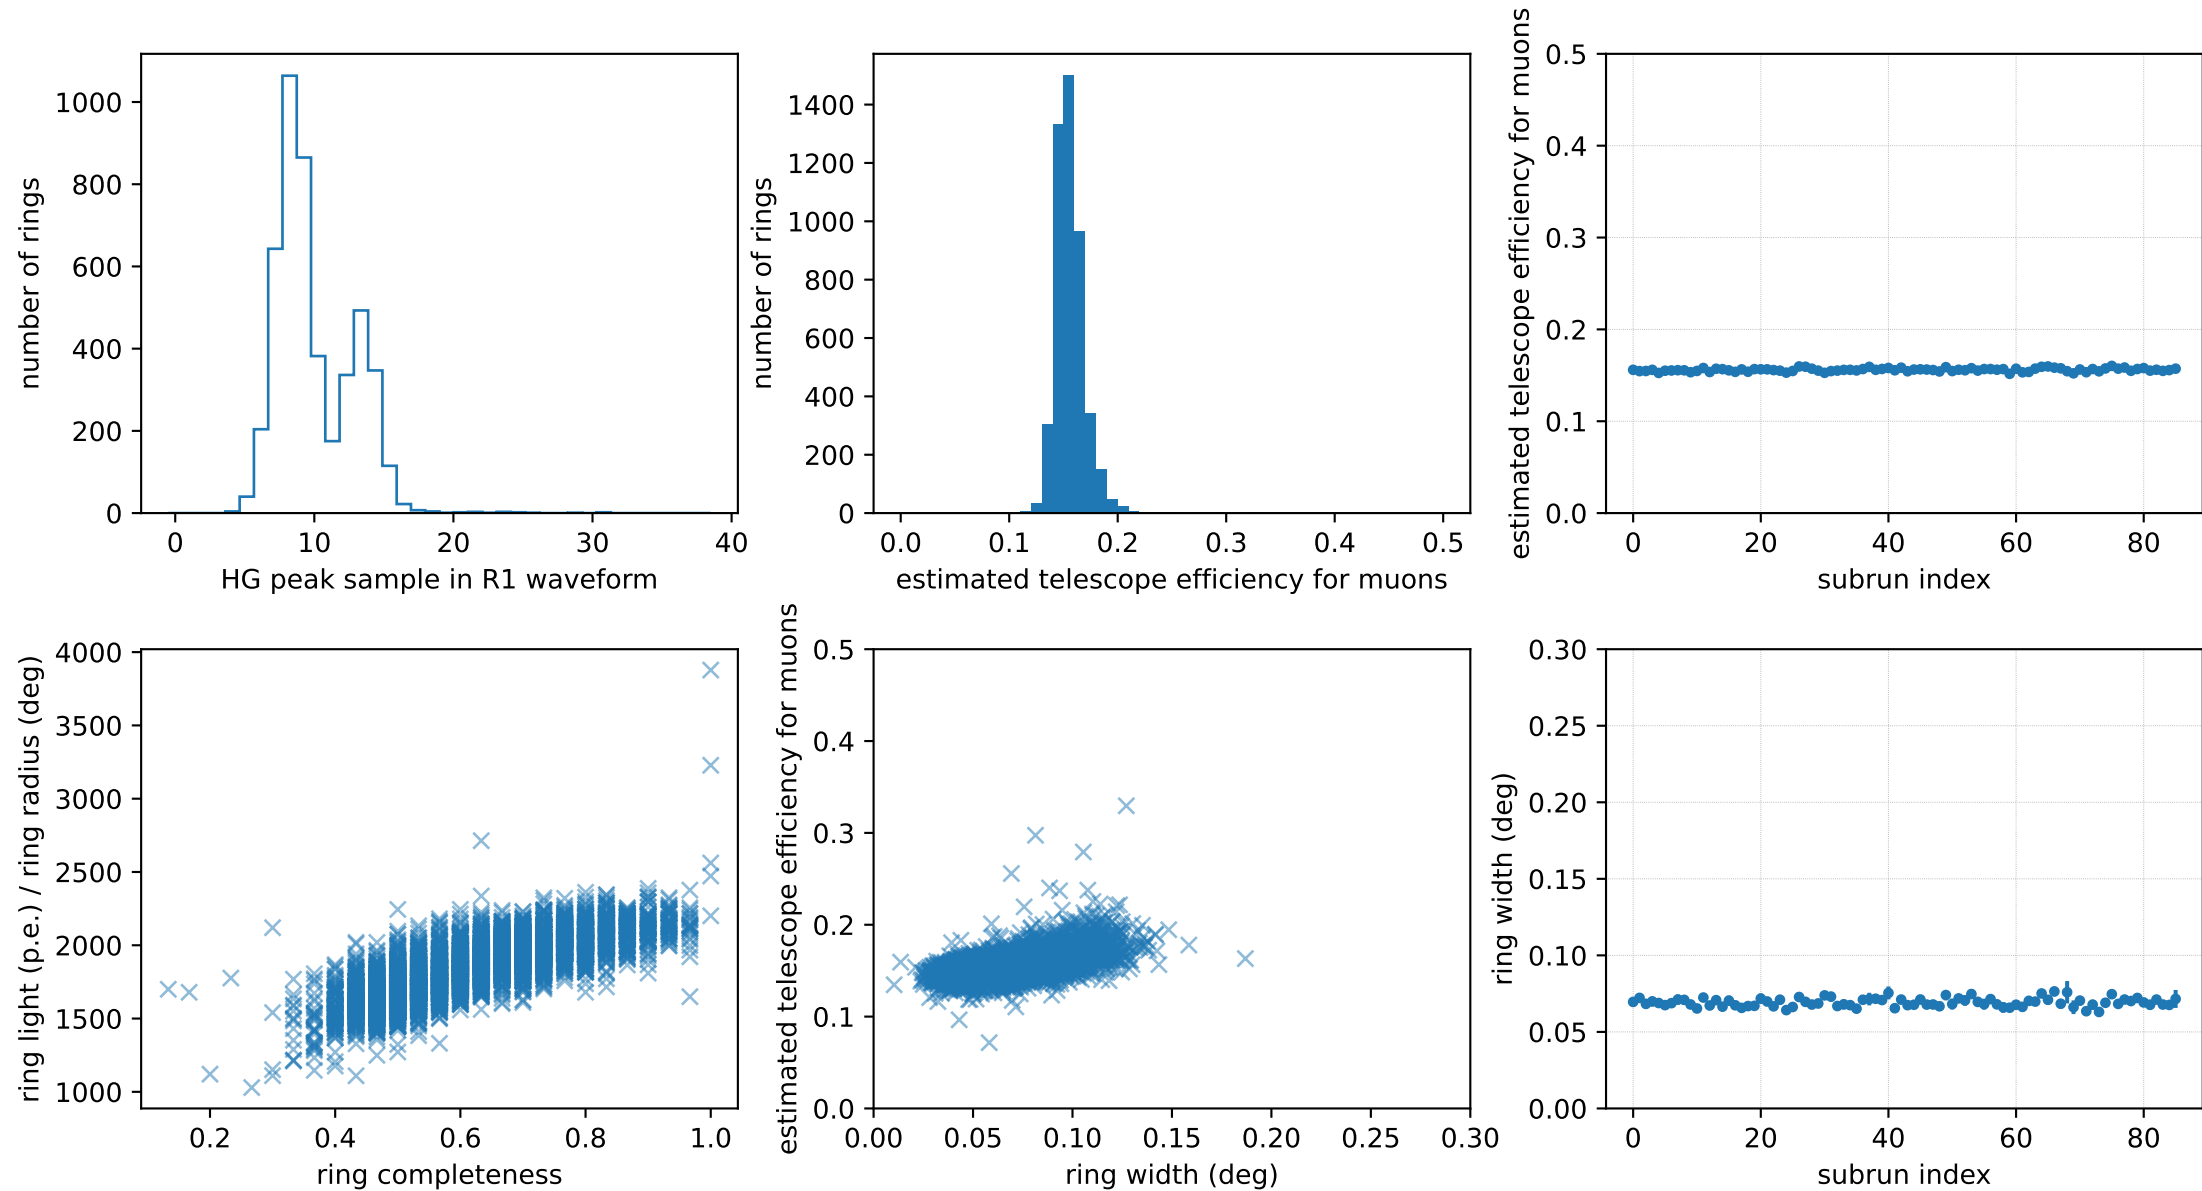 number of rings
1000
800
600
400
200
0
0 10 20 30 40
HG peak sample in R1 waveform
number of rings
1400
1200
1000
800
600
400
200
0
0.0 0.1 0.2 0.3 0.4 0.5
estimated telescope efficiency for muons
estimated telescope efficiency for muons
0.5
0.4
0.3
0.2
0.1
0.0
0 20 40 60 80
subrun index
ring light (p.e.) / ring radius (deg)
4000
3500
3000
2500
2000
1500
1000
0.2 0.4 0.6 0.8 1.0
ring completeness
estimated telescope efficiency for muons
0.5
0.4
0.3
0.2
0.1
0.0
0.00 0.05 0.10 0.15 0.20 0.25 0.30
ring width (deg)
ring width (deg)
0.30
0.25
0.20
0.15
0.10
0.05
0.00
0 20 40 60 80
subrun index